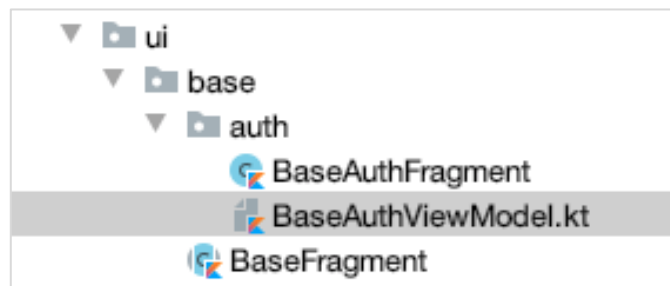 ui
base
auth
BaseAuthFragment
BaseAuthViewModel.kt
BaseFragment